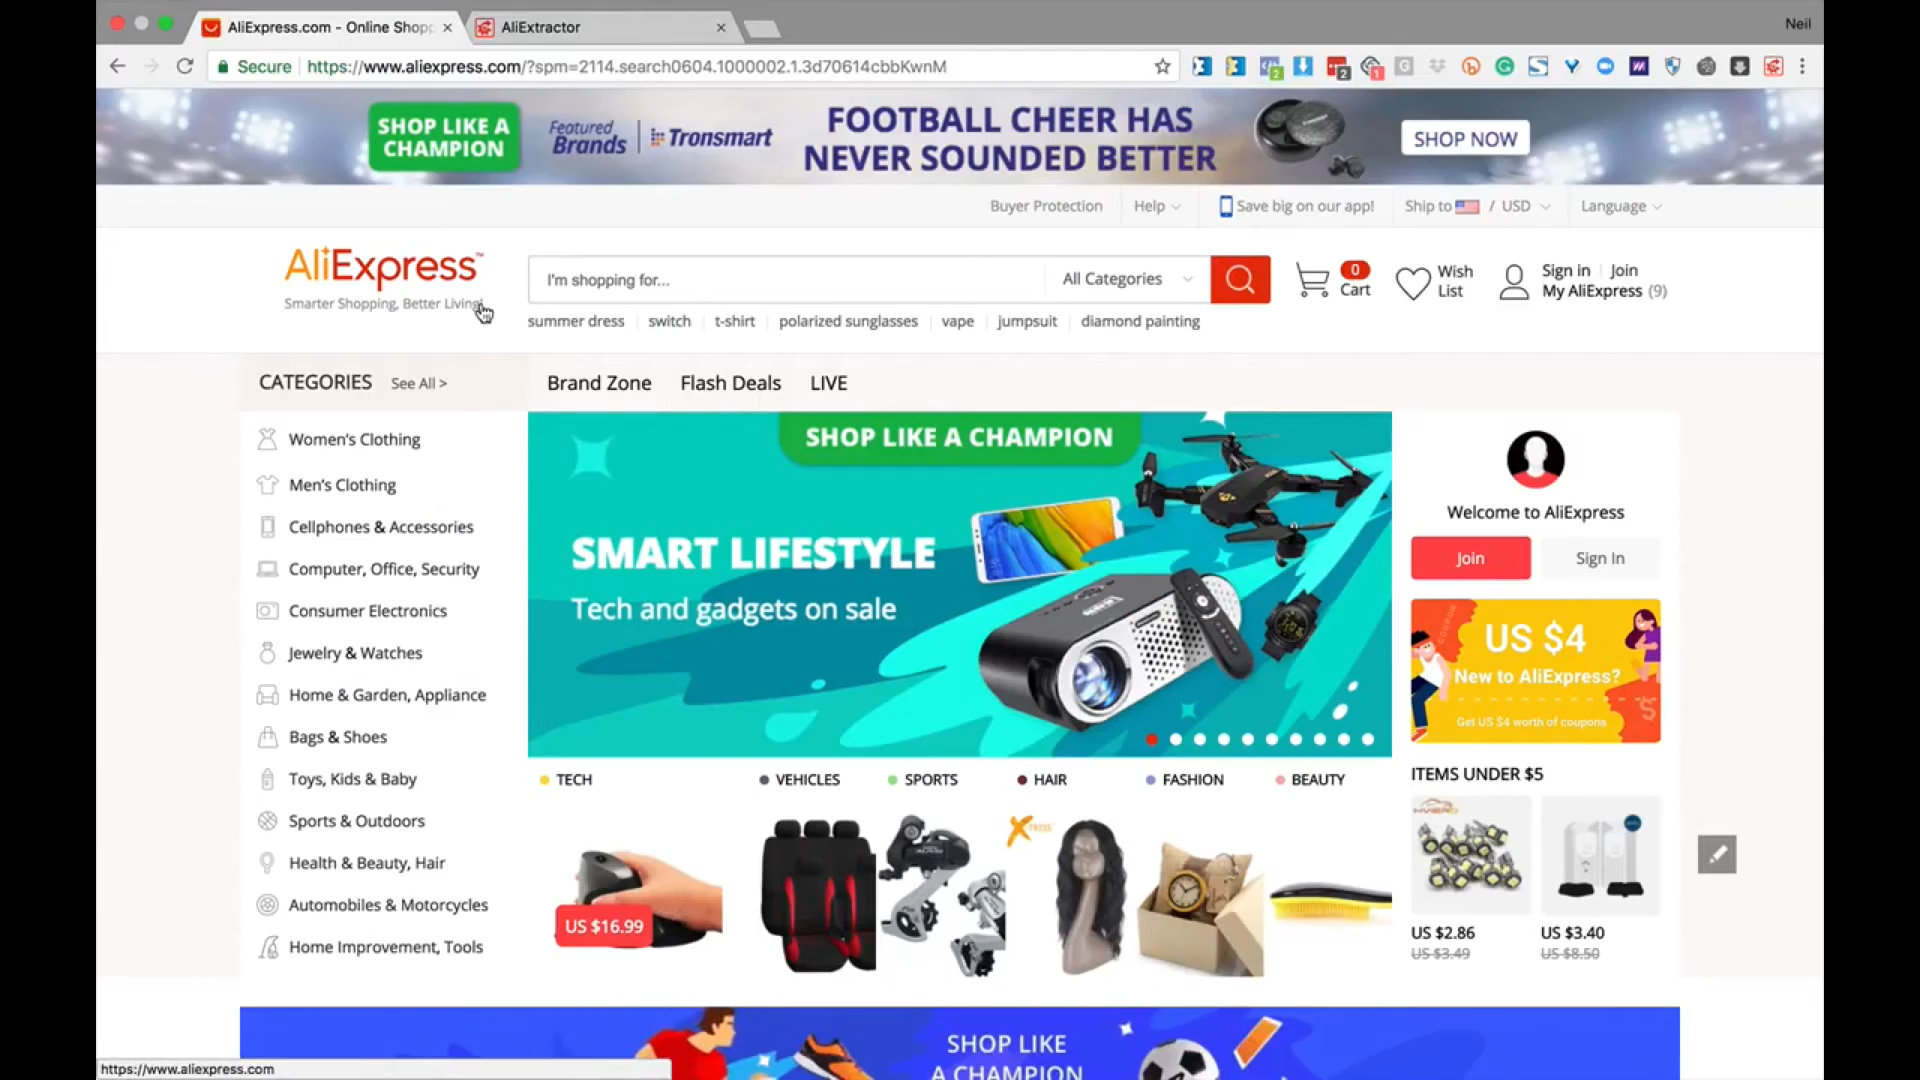 AliExpress.com - Online Shopp
AliExtractor
Neil
Secure
https://www.aliexpress.com/?spm=2114.search0604.1000002.1.3d70614cbbKwnM
SHOP LIKE A
CHAMPION
Featured
Brands
Tronsmart
FOOTBALL CHEER HAS
NEVER SOUNDED BETTER
SHOP NOW
Buyer Protection
Help
Save big on our app!
Ship to / USD
Language
AliExpress™
Smarter Shopping, Better Living!
I'm shopping for...
All Categories
0
Cart
Wish
List
Sign in Join
My AliExpress (9)
summer dress switch t-shirt polarized sunglasses vape jumpsuit diamond painting
CATEGORIES See All >
Brand Zone Flash Deals LIVE
Women's Clothing
Men's Clothing
Cellphones & Accessories
Computer, Office, Security
Consumer Electronics
Jewelry & Watches
Home & Garden, Appliance
Bags & Shoes
Toys, Kids & Baby
Sports & Outdoors
Health & Beauty, Hair
Automobiles & Motorcycles
Home Improvement, Tools
SHOP LIKE A CHAMPION
SMART LIFESTYLE
Tech and gadgets on sale
Welcome to AliExpress
Join
Sign In
COUPON
US $4
New to AliExpress?
Get US $4 worth of coupons
TECH
VEHICLES
SPORTS
HAIR
FASHION
BEAUTY
US $16.99
ITEMS UNDER $5
US $2.86
US $3.49
US $3.40
US $8.50
SHOP LIKE
A CHAMPION
https://www.aliexpress.com